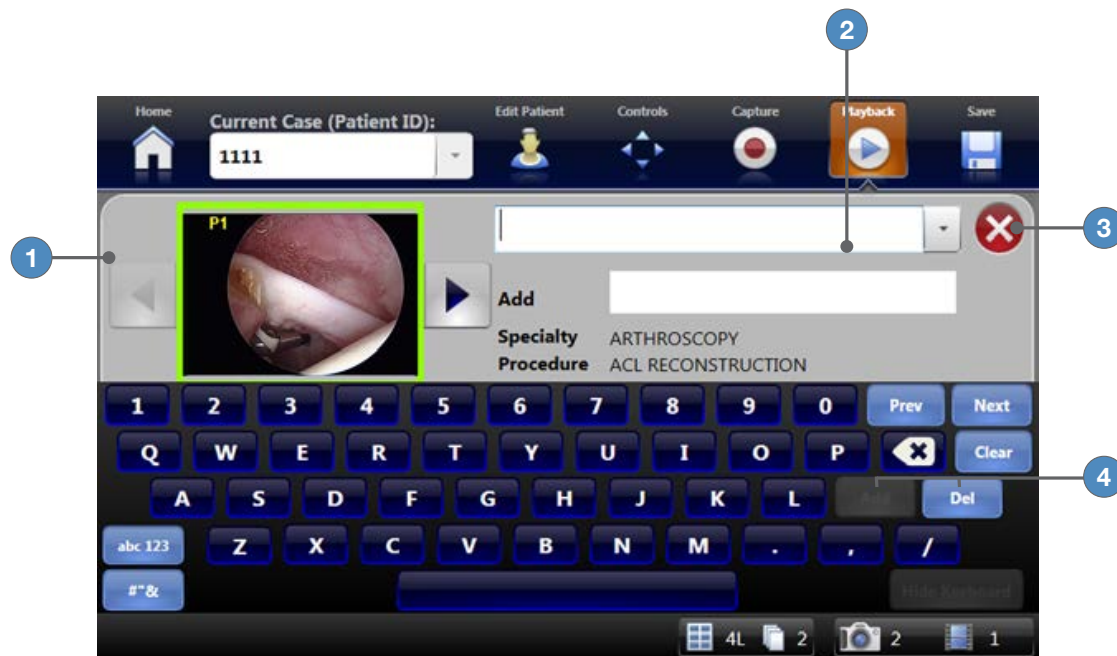 2
Home Edit Patient Controls Capture Playback Save
Current Case (Patient ID):
1111
1
P1
3
Add
Specialty ARTHROSCOPY
Procedure ACL RECONSTRUCTION
1 2 3 4 5 6 7 8 9 0 Prev Next
Q W E R T Y U I O P Clear
A S D F G H J K L Add Del
4
abc 123 Z X C V B N M . , /
#"& Hide Keyboard
4L 2 2 1